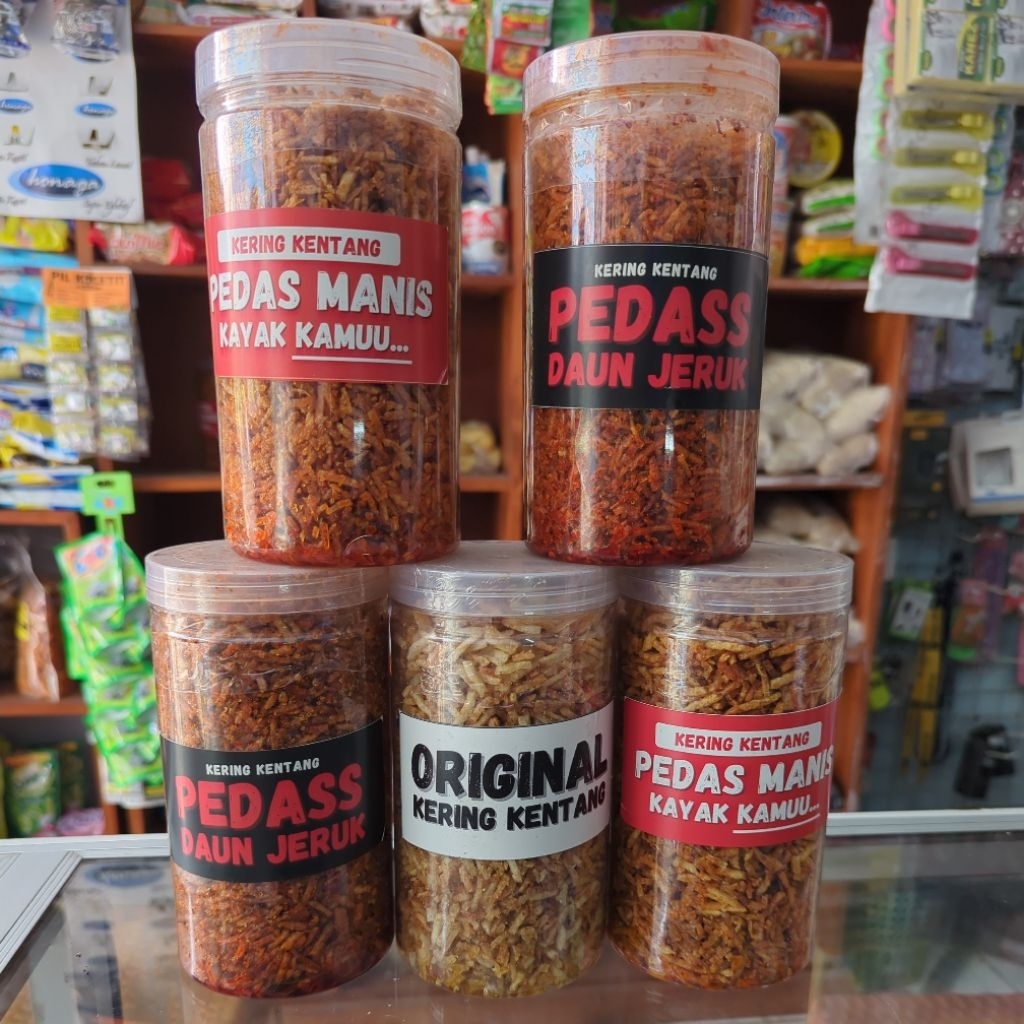 KERING KENTANG
PEDAS MANIS
KAYAK KAMUU...
KERING KENTANG
PEDASS
DAUN JERUK
KERING KENTANG
PEDASS
DAUN JERUK
ORIGINAL
KERING KENTANG
KERING KENTANG
PEDAS MANIS
KAYAK KAMUU...
honaga